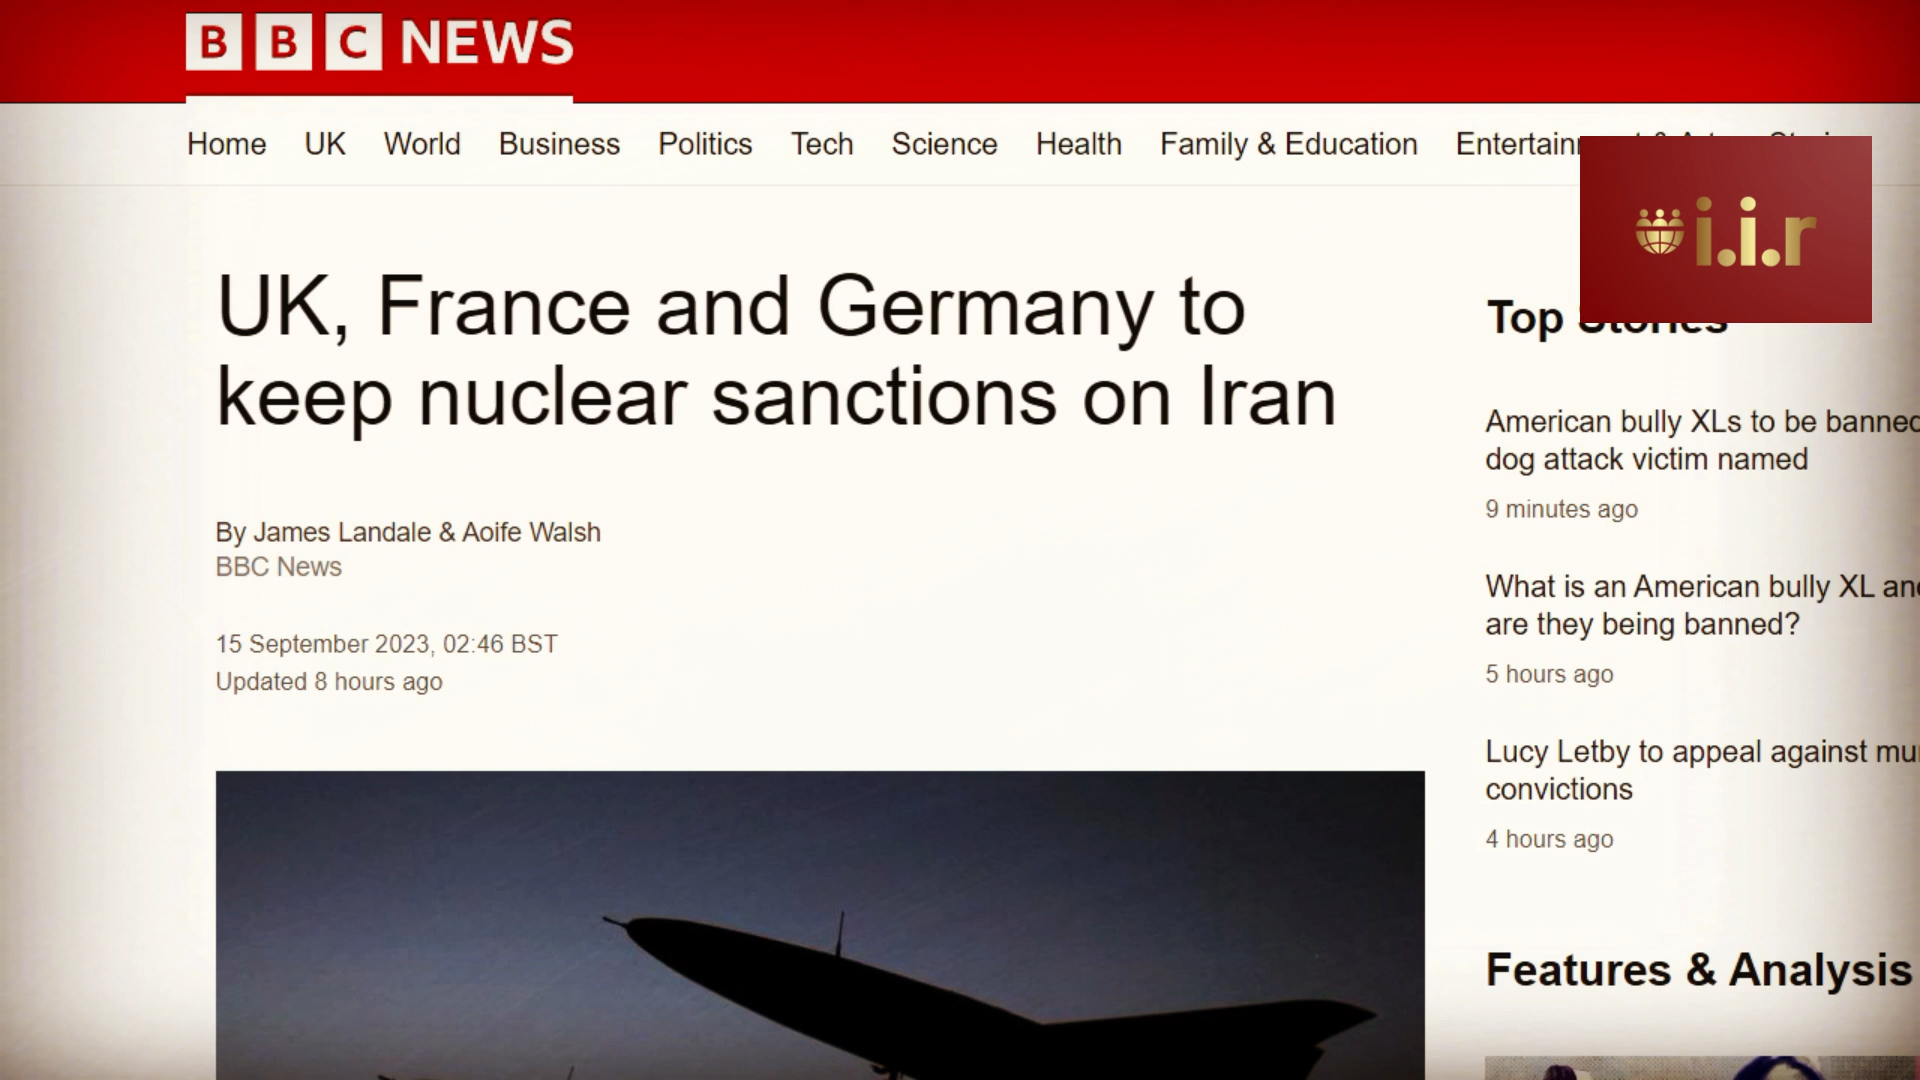 BBC NEWS
Home UK World Business Politics Tech Science Health Family & Education
i.i.r
UK, France and Germany to
keep nuclear sanctions on Iran
By James Landale & Aoife Walsh
BBC News
15 September 2023, 02:46 BST
Updated 8 hours ago
Top Stories
American bully XLs to be banned
dog attack victim named
9 minutes ago
What is an American bully XL
are they being banned?
5 hours ago
Lucy Letby to appeal against
convictions
4 hours ago
Features & Analysis